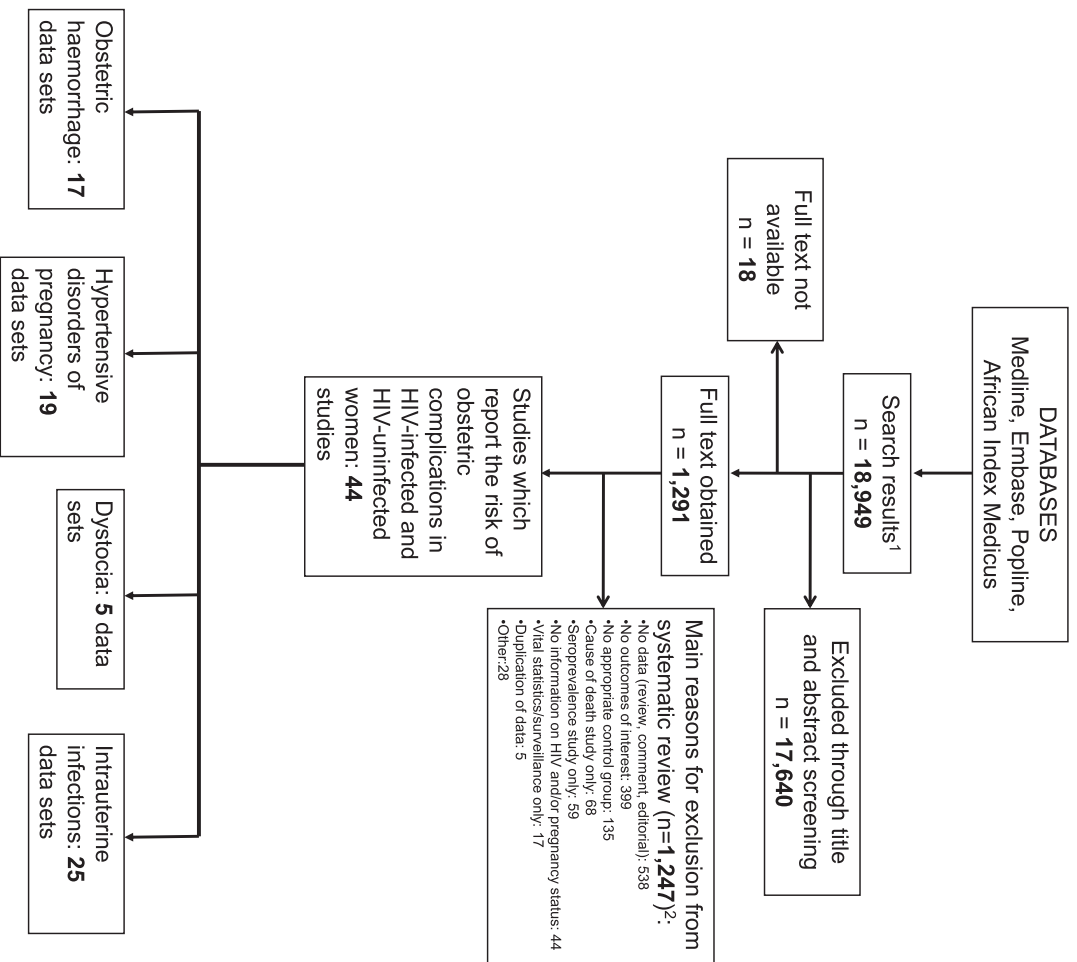 DATABASES
Medline, Embase, Popline,
African Index Medicus
Search results1
n = 18,949
Excluded through title
and abstract screening
n = 17,640
Full text not
available
n = 18
Full text obtained
n = 1,291
Main reasons for exclusion from
systematic review (n=1,247)2:
•No data (review, comment, editorial): 538
•No outcomes of interest: 399
•No appropriate control group: 135
•Cause of death study only: 68
•Seroprevalence study only: 59
•No information on HIV and/or pregnancy status: 44
•Vital statistics/surveillance only: 17
•Duplication of data: 5
•Other:28
Studies which
report the risk of
obstetric
complications in
HIV-infected and
HIV-uninfected
women: 44
studies
Obstetric
haemorrhage: 17
data sets
Hypertensive
disorders of
pregnancy: 19
data sets
Dystocia: 5 data
sets
Intrauterine
infections: 25
data sets